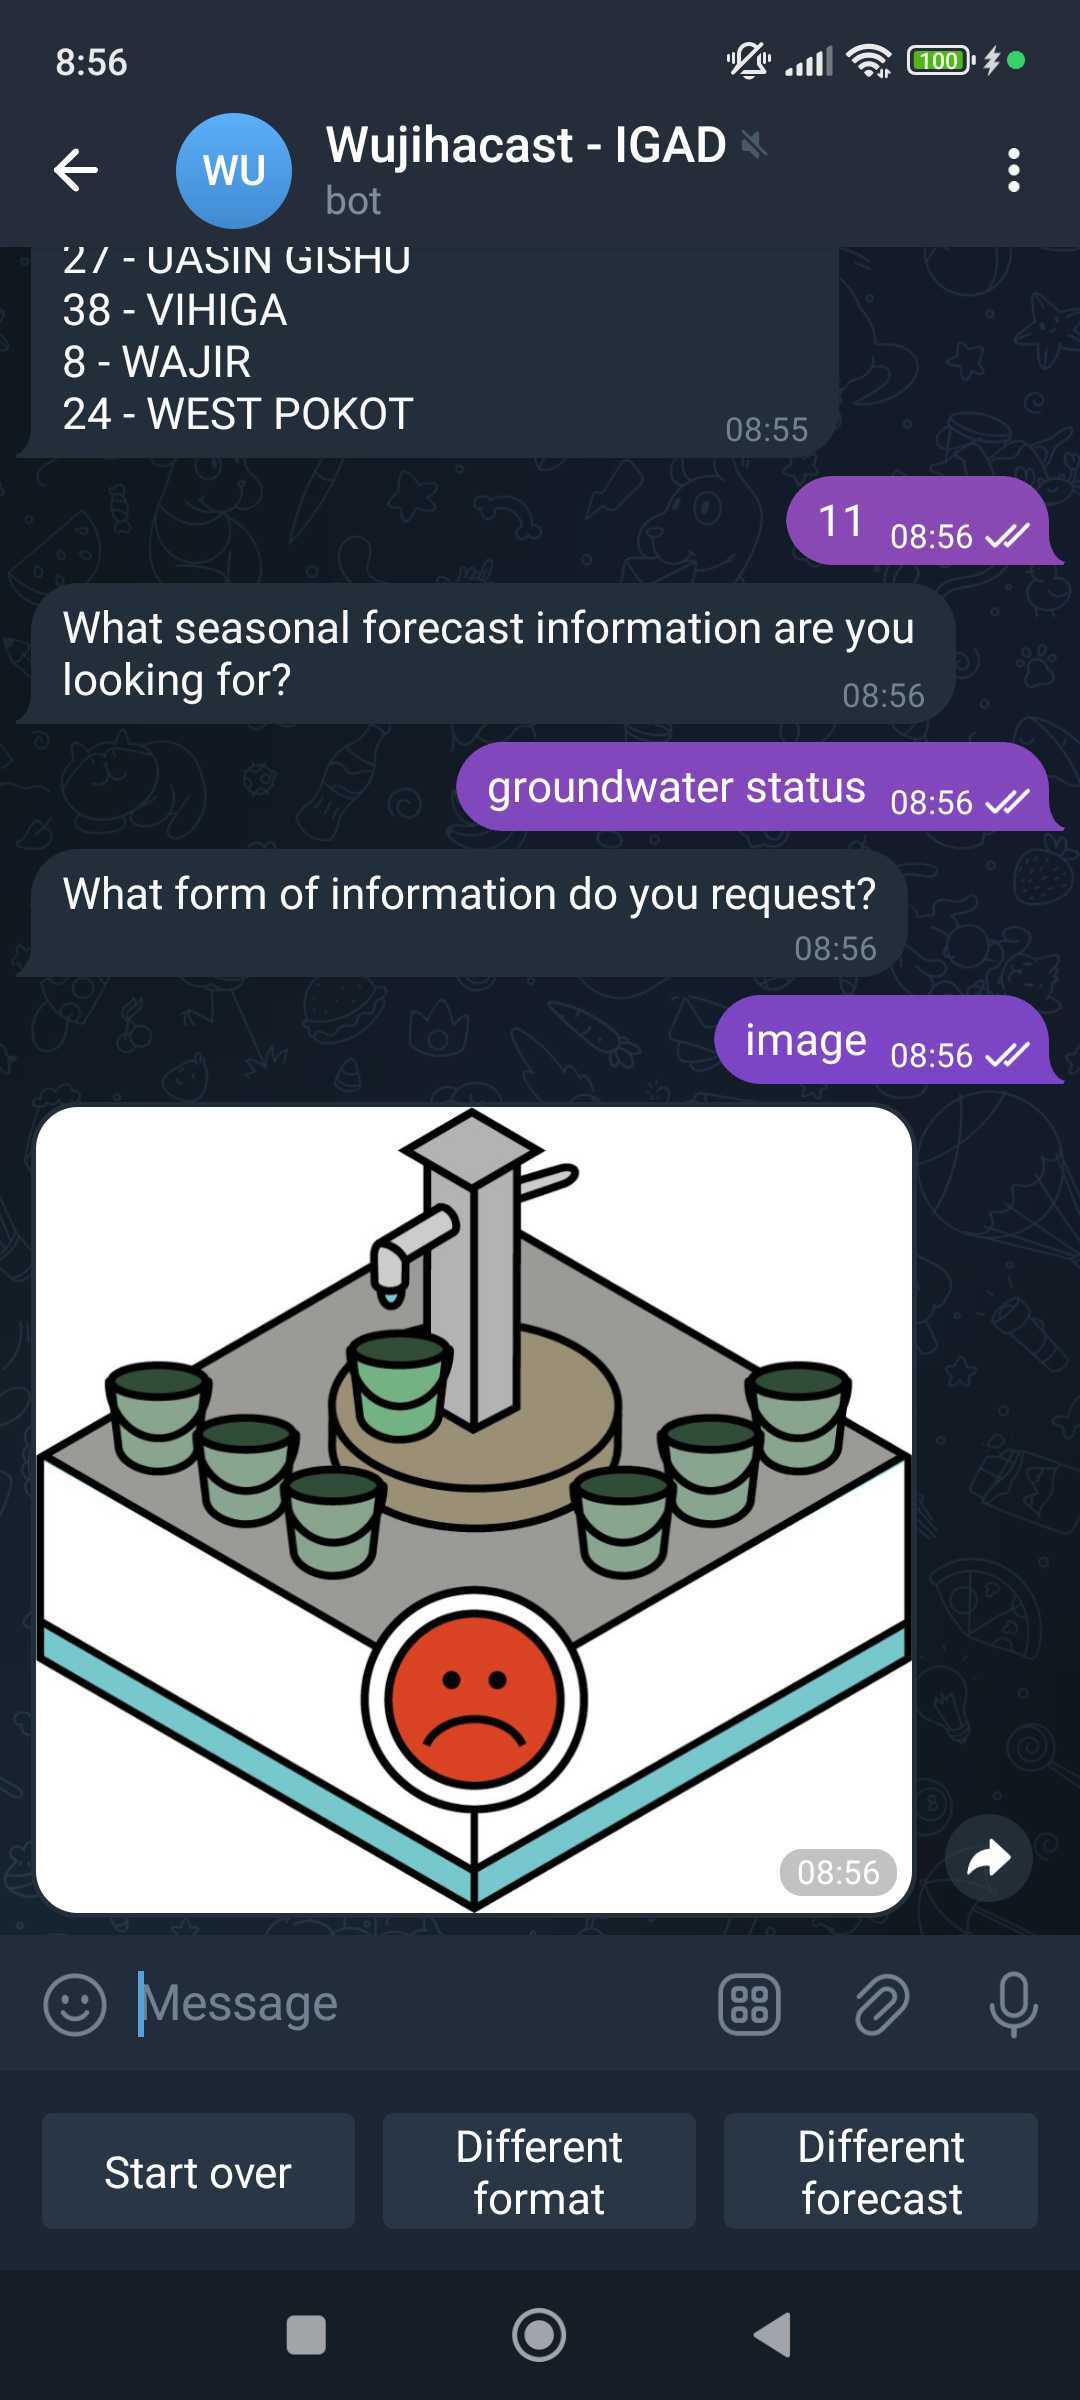 8:56
100
WU
Wujihacast - IGAD
bot
27 - UASIN GISHU
38 - VIHIGA
8 - WAJIR
24 - WEST POKOT
08:55
11 08:56
What seasonal forecast information are you
looking for?
08:56
groundwater status 08:56
What form of information do you request?
08:56
image 08:56
08:56
Message
Start over
Different
format
Different
forecast